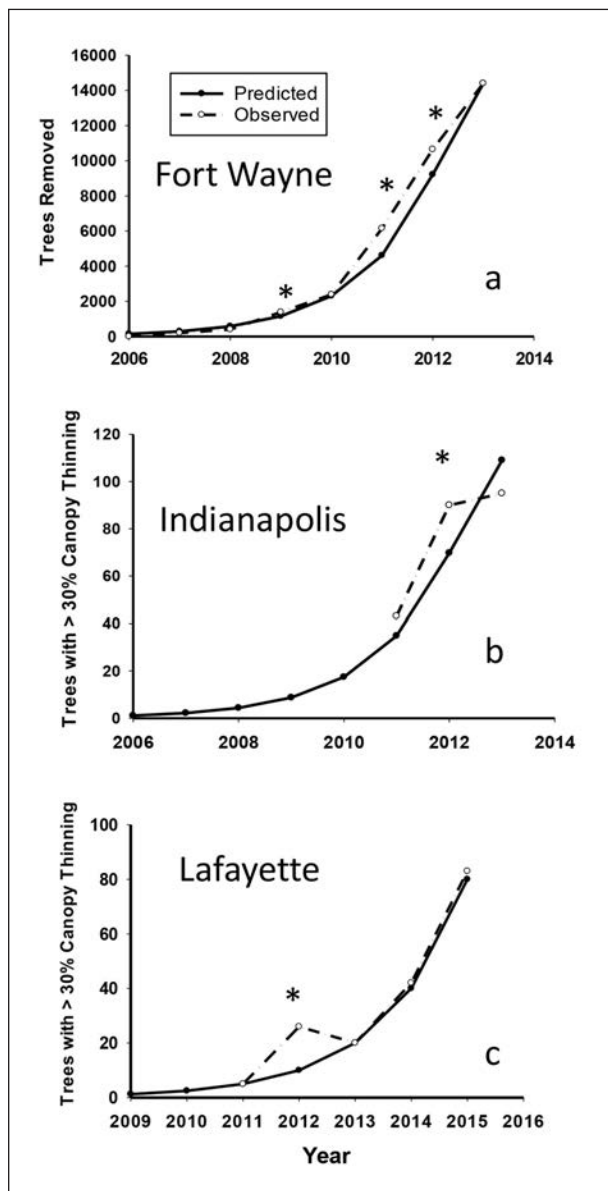 16000
14000
12000
10000
8000
6000
4000
2000
0
Trees Removed
Predicted
Observed
Fort Wayne
*
*
*
a
2006 2008 2010 2012 2014
120
100
80
60
40
20
0
Trees with > 30% Canopy Thinning
Indianapolis
*
b
2006 2008 2010 2012 2014
100
80
60
40
20
0
Trees with > 30% Canopy Thinning
Lafayette
*
c
2009 2010 2011 2012 2013 2014 2015 2016
Year